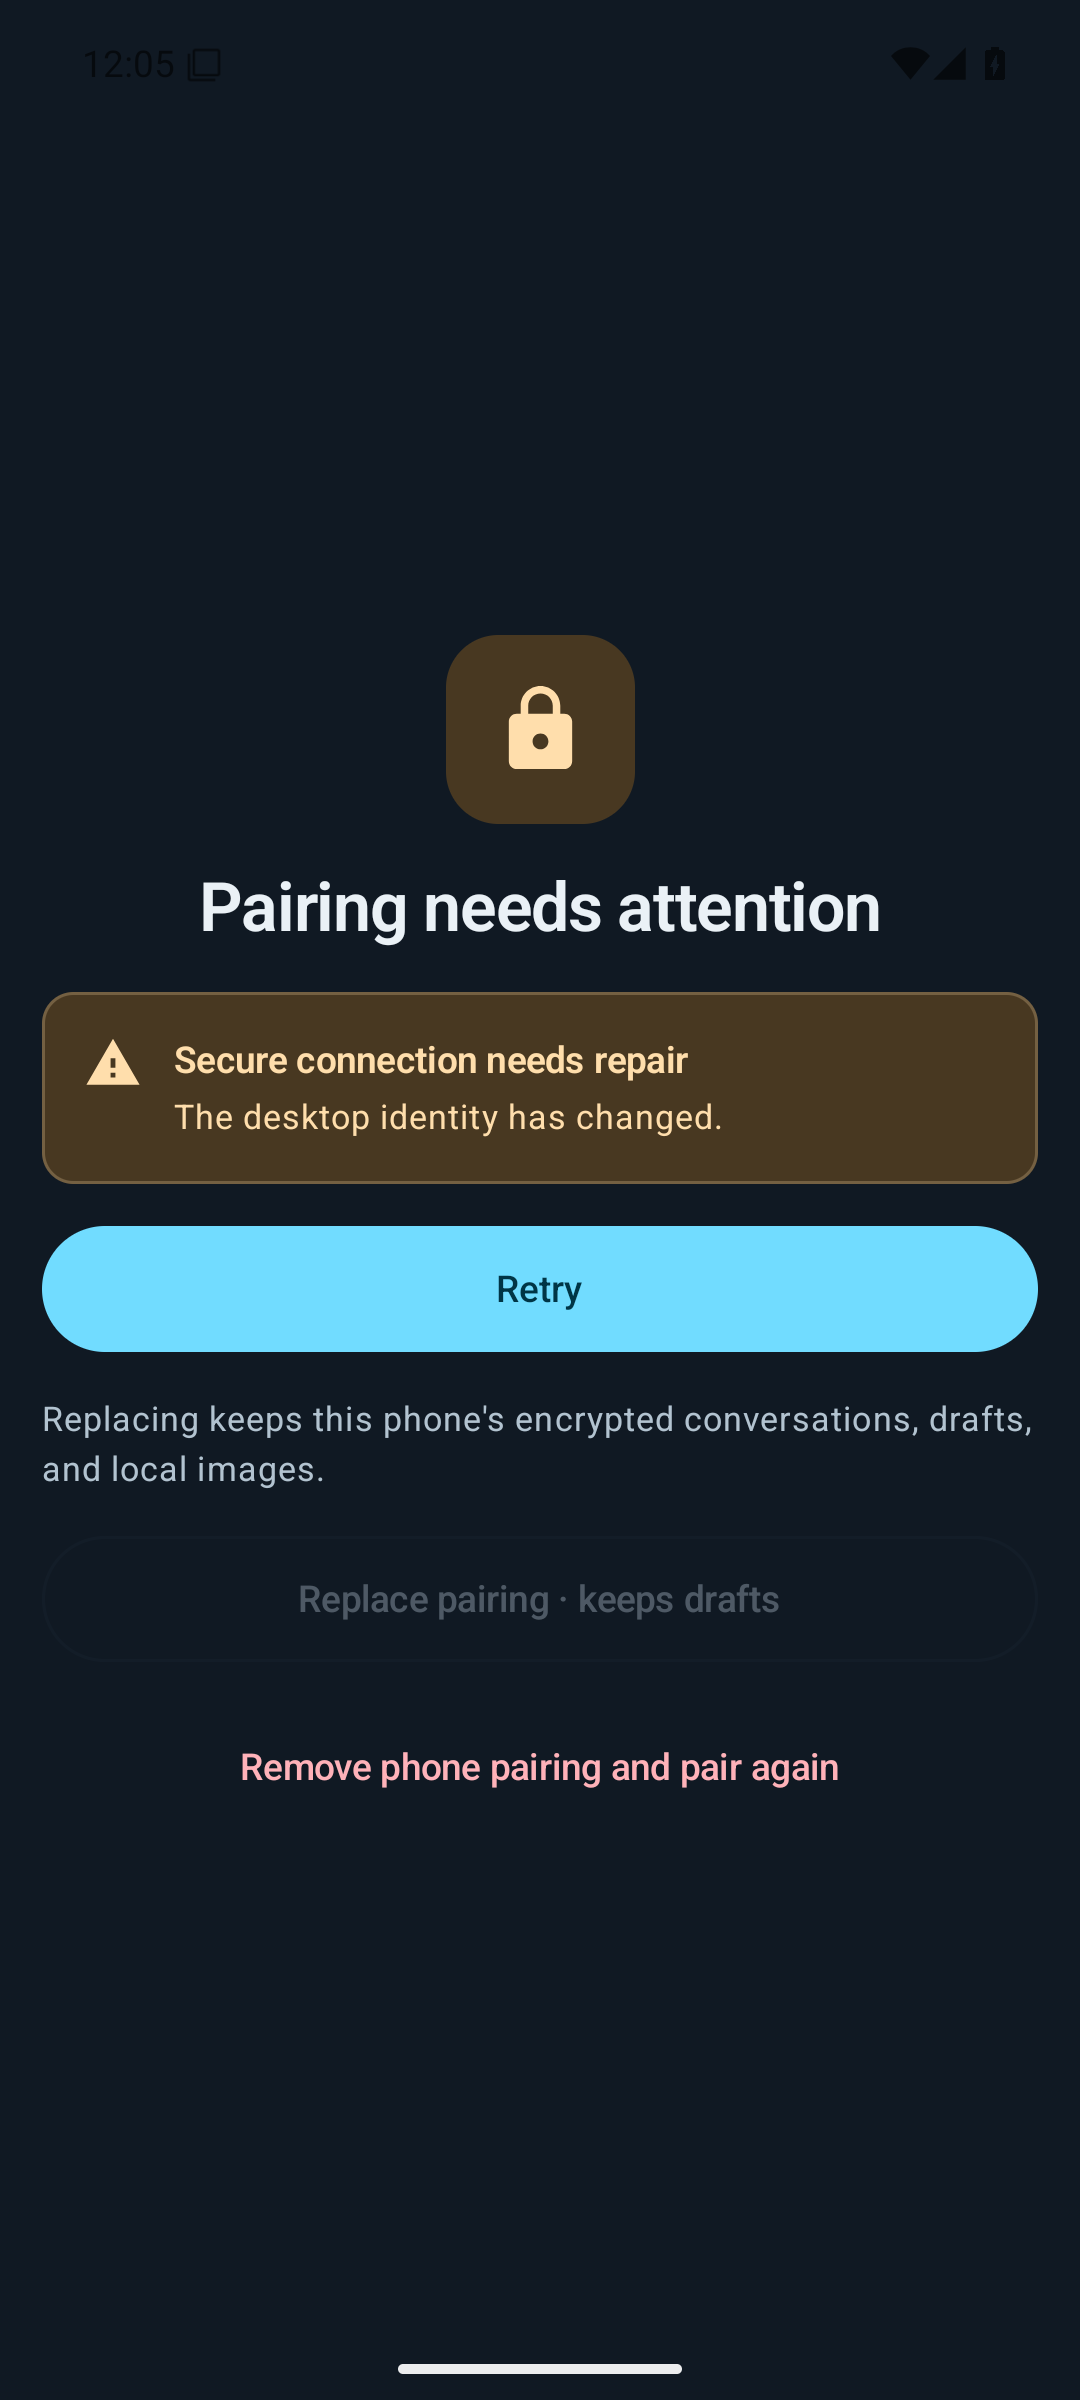 12:05
Pairing needs attention
Secure connection needs repair
The desktop identity has changed.
Retry
Replacing keeps this phone's encrypted conversations, drafts,
and local images.
Replace pairing · keeps drafts
Remove phone pairing and pair again